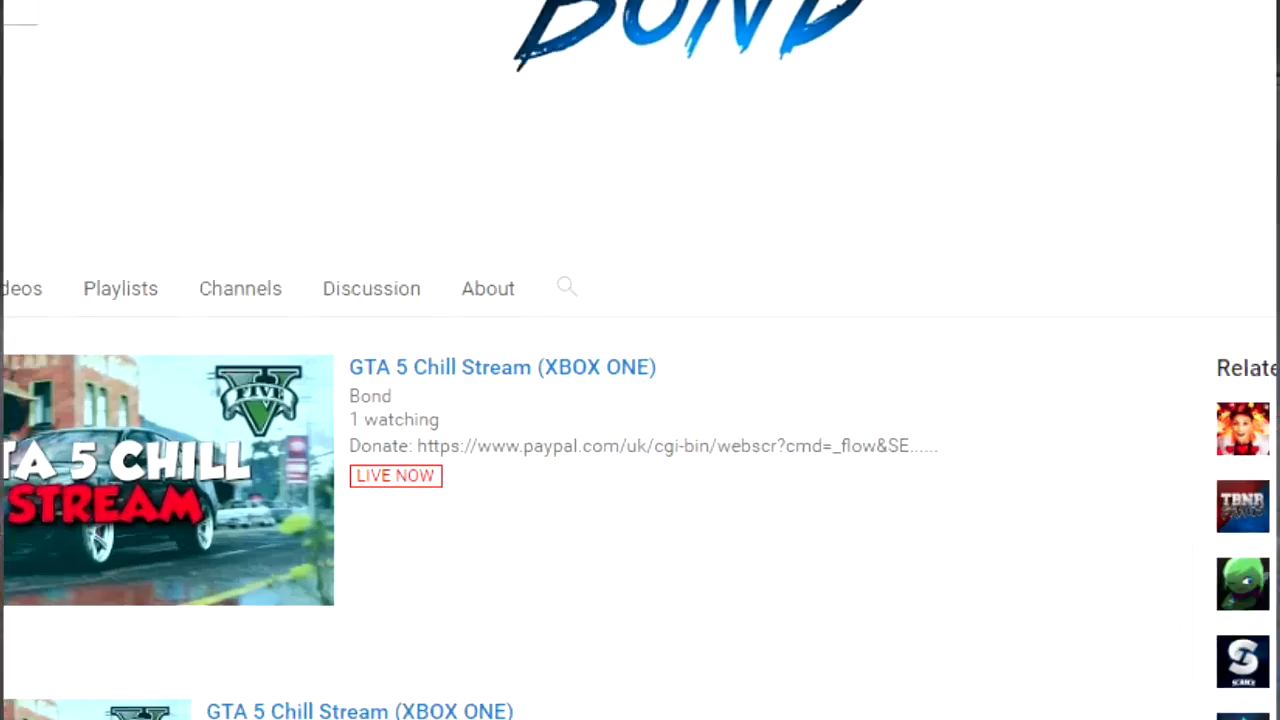 BOND
deos Playlists Channels Discussion About
GTA 5 Chill Stream (XBOX ONE)
Bond
1 watching
Donate: https://www.paypal.com/uk/cgi-bin/webscr?cmd=_flow&SE......
LIVE NOW
V
FIVE
TA 5 CHILL
STREAM
Relate
TBNR
S
GTA 5 Chill Stream (XBOX ONE)